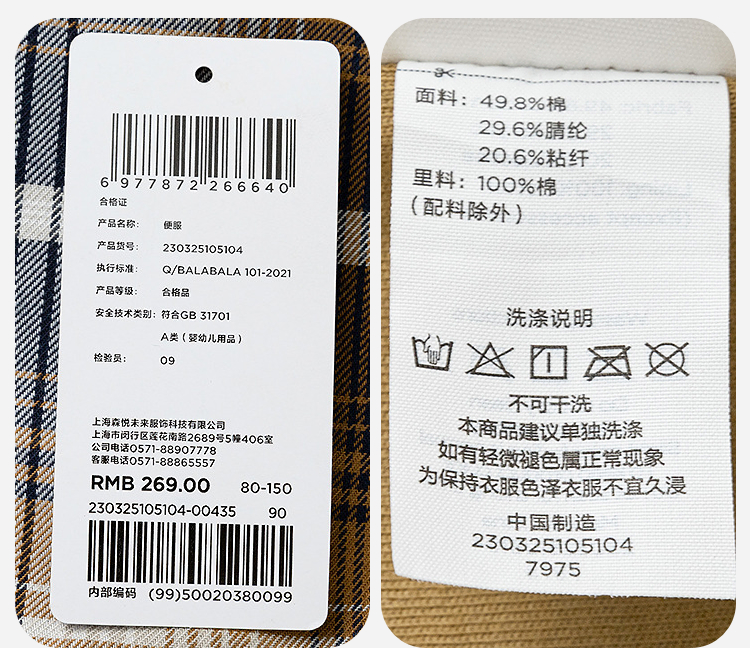 6 977872 266640
合格证
产品名称: 便服
产品货号: 230325105104
执行标准: Q/BALABALA 101-2021
产品等级: 合格品
安全技术类别: 符合GB 31701
A类（婴幼儿用品）
检验员: 09
上海森悦未来服饰科技有限公司
上海市闵行区莲花南路2689号5幢406室
公司电话0571-88907778
客服电话0571-88865557
RMB 269.00 80-150
230325105104-00435 90
内部编码 (99)50020380099
面料: 49.8%棉
29.6%腈纶
20.6%粘纤
里料: 100%棉
(配料除外)
洗涤说明
不可干洗
本商品建议单独洗涤
如有轻微褪色属正常现象
为保持衣服色泽衣服不宜久浸
中国制造
230325105104
7975